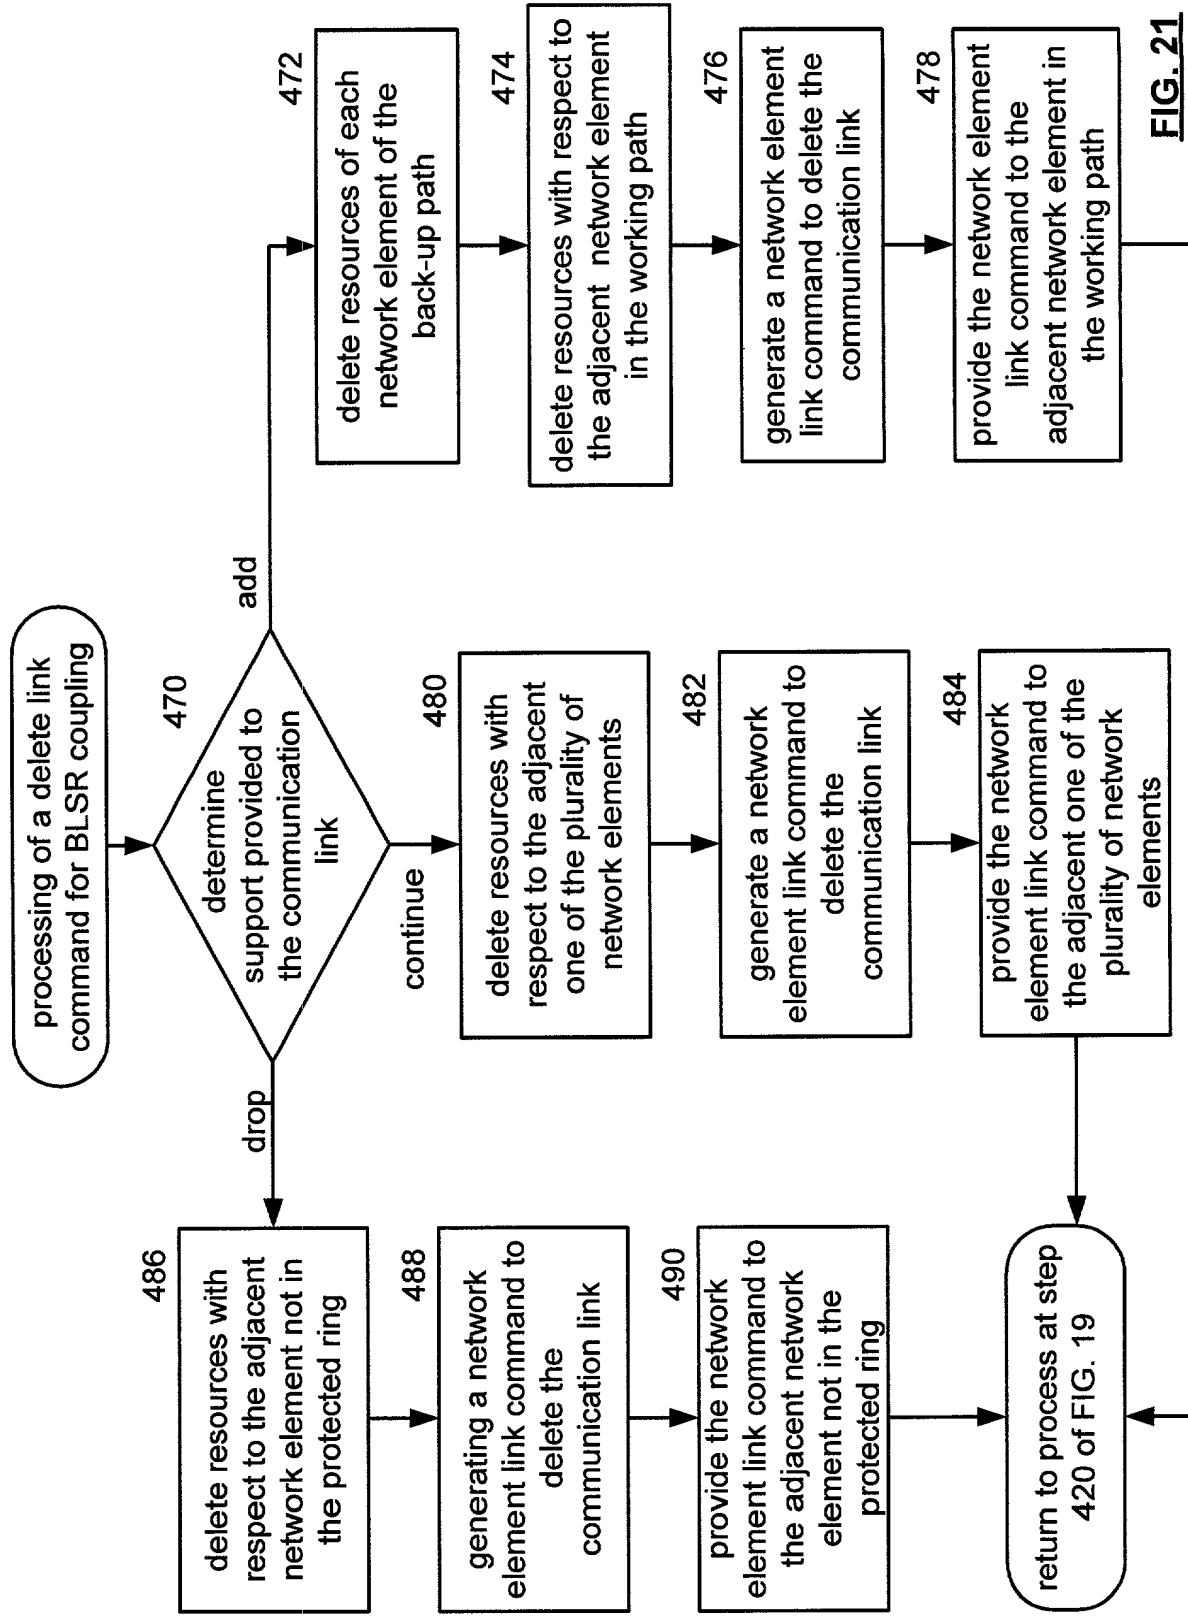 processing of a delete link
command for BLSR coupling
470
determine
support provided to
the communication
link
drop
continue
add
486
delete resources with
respect to the adjacent
network element not in
the protected ring
488
generating a network
element link command to
delete the
communication link
490
provide the network
element link command to
the adjacent network
element not in the
protected ring
return to process at step
420 of FIG. 19
480
delete resources with
respect to the adjacent
one of the plurality of
network elements
482
generate a network
element link command to
delete the
communication link
484
provide the network
element link command to
the adjacent one of the
plurality of network
elements
472
delete resources of each
network element of the
back-up path
474
delete resources with respect to
the adjacent network element
in the working path
476
generate a network element
link command to delete the
communication link
478
provide the network element
link command to the
adjacent network element in
the working path
FIG. 21